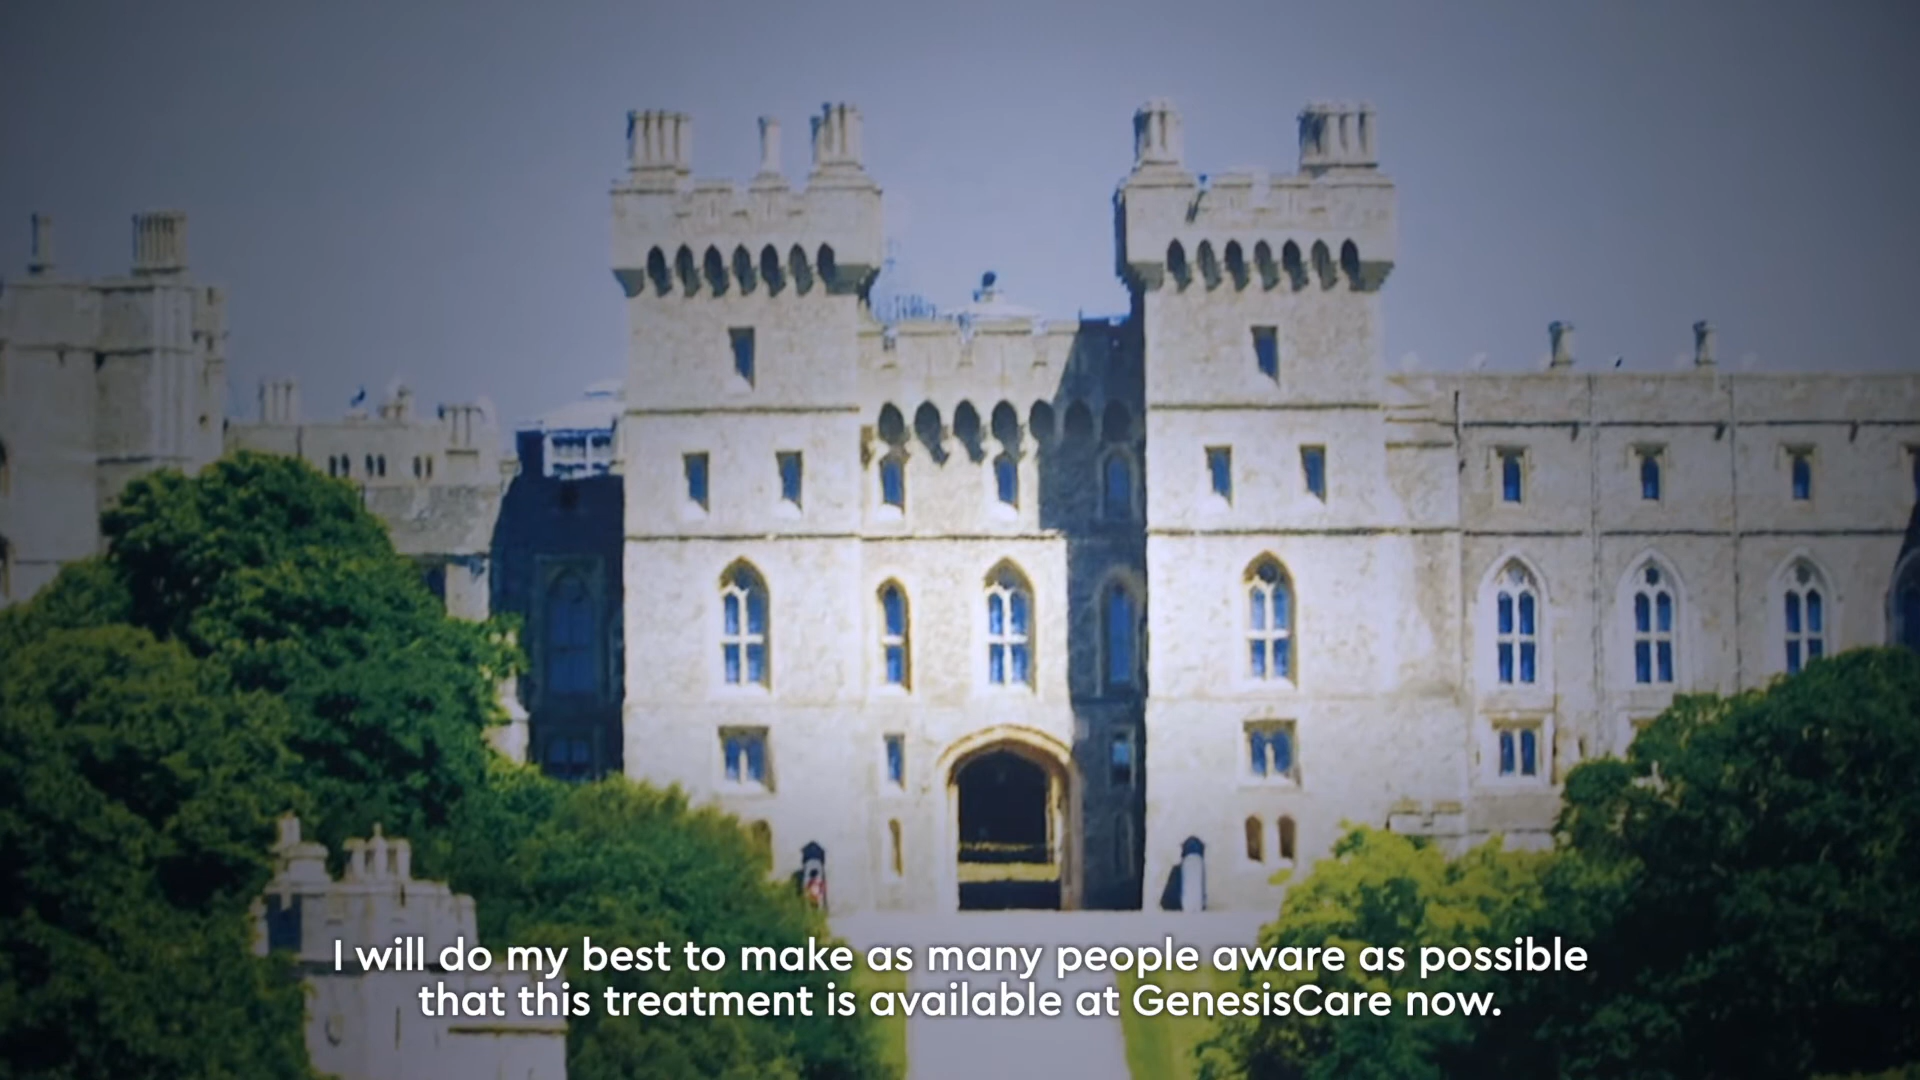 I will do my best to make as many people aware as possible
that this treatment is available at GenesisCare now.